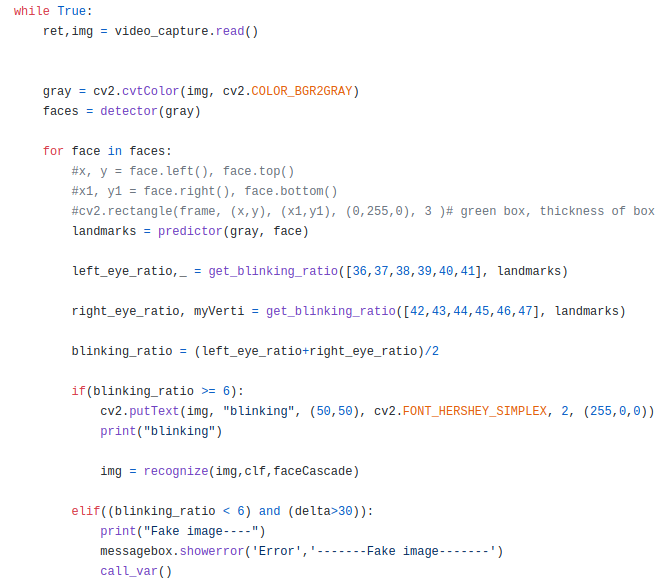 while True:
    ret,img = video_capture.read()
    gray = cv2.cvtColor(img, cv2.COLOR_BGR2GRAY)
    faces = detector(gray)
    for face in faces:
        #x, y = face.left(), face.top()
        #x1, y1 = face.right(), face.bottom()
        #cv2.rectangle(frame, (x,y), (x1,y1), (0,255,0), 3 )# green box, thickness of box
        landmarks = predictor(gray, face)
        left_eye_ratio,_ = get_blinking_ratio([36,37,38,39,40,41], landmarks)
        right_eye_ratio, myVerti = get_blinking_ratio([42,43,44,45,46,47], landmarks)
        blinking_ratio = (left_eye_ratio+right_eye_ratio)/2
        if(blinking_ratio >= 6):
            cv2.putText(img, "blinking", (50,50), cv2.FONT_HERSHEY_SIMPLEX, 2, (255,0,0))
            print("blinking")
            img = recognize(img,clf,faceCascade)
        elif((blinking_ratio < 6) and (delta>30)):
            print("Fake image----")
            messagebox.showerror('Error','-------Fake image-------')
            call_var()